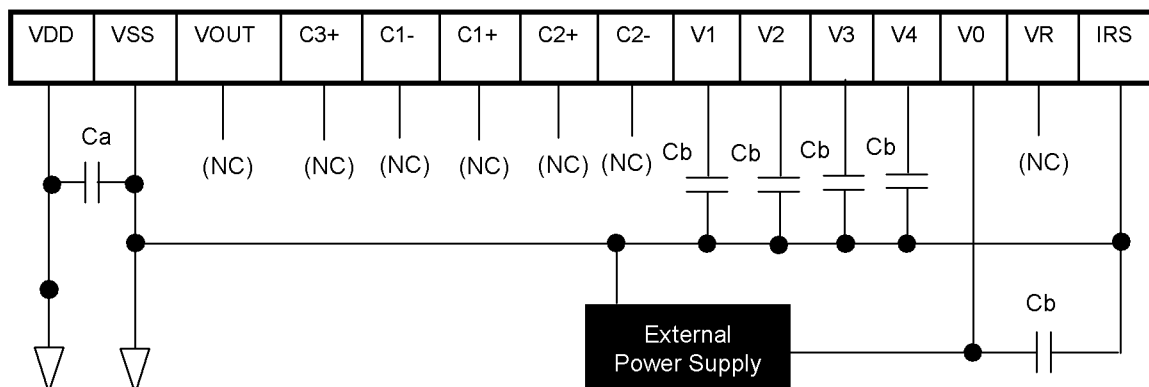 VDD VSS VOUT C3+ C1- C1+ C2+ C2- V1 V2 V3 V4 V0 VR IRS
Ca
(NC) (NC) (NC) (NC) (NC) (NC) Cb Cb Cb Cb (NC)
External
Power Supply
Cb